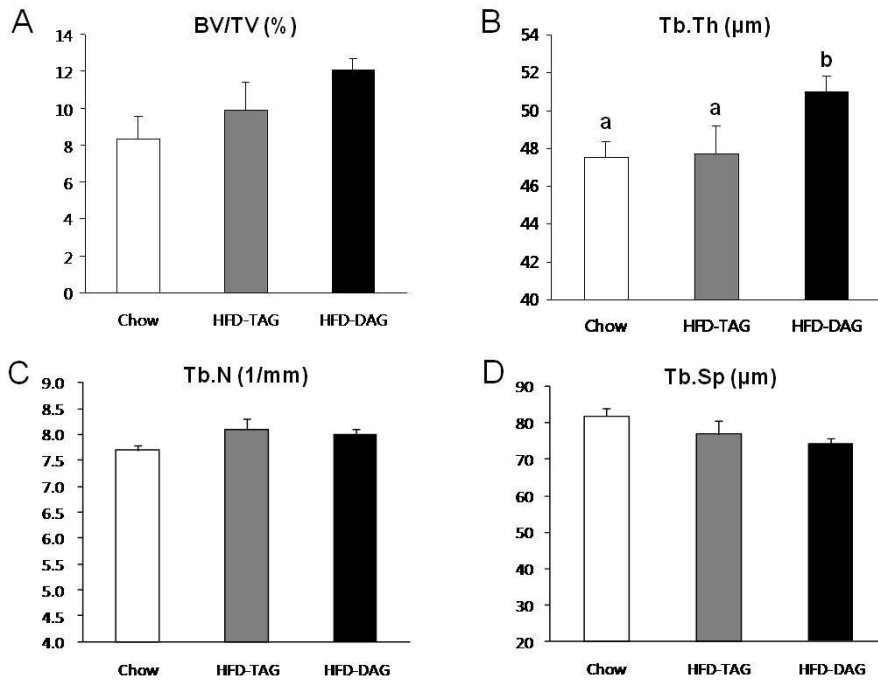 A
BV/TV (%)
14
12
10
8
6
4
2
0
Chow
HFD-TAG
HFD-DAG
B
Tb.Th (µm)
54
52
50
48
46
44
42
40
a
a
b
Chow
HFD-TAG
HFD-DAG
C
Tb.N (1/mm)
9.0
8.5
8.0
7.5
7.0
6.5
6.0
5.5
5.0
4.5
4.0
Chow
HFD-TAG
HFD-DAG
D
Tb.Sp (µm)
90
80
70
60
50
40
30
20
Chow
HFD-TAG
HFD-DAG